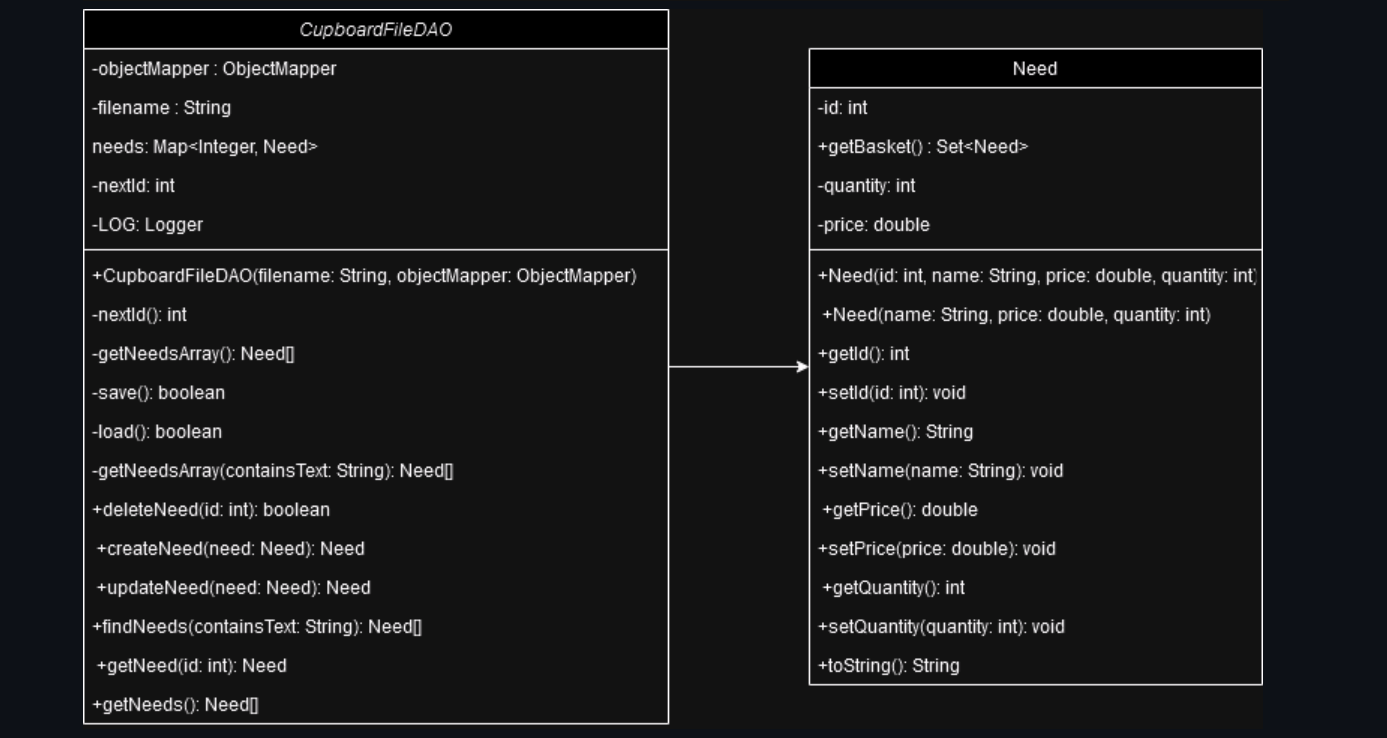 CupboardFileDAO
-objectMapper : ObjectMapper
-filename : String
needs: Map<Integer, Need>
-nextId: int
-LOG: Logger
+CupboardFileDAO(filename: String, objectMapper: ObjectMapper)
-nextId(): int
-getNeedsArray(): Need[]
-save(): boolean
-load(): boolean
-getNeedsArray(containsText: String): Need[]
+deleteNeed(id: int): boolean
+createNeed(need: Need): Need
+updateNeed(need: Need): Need
+findNeeds(containsText: String): Need[]
+getNeed(id: int): Need
+getNeeds(): Need[]
Need
-id: int
+getBasket() : Set<Need>
-quantity: int
-price: double
+Need(id: int, name: String, price: double, quantity: int)
+Need(name: String, price: double, quantity: int)
+getId(): int
+setId(id: int): void
+getName(): String
+setName(name: String): void
+getPrice(): double
+setPrice(price: double): void
+getQuantity(): int
+setQuantity(quantity: int): void
+toString(): String